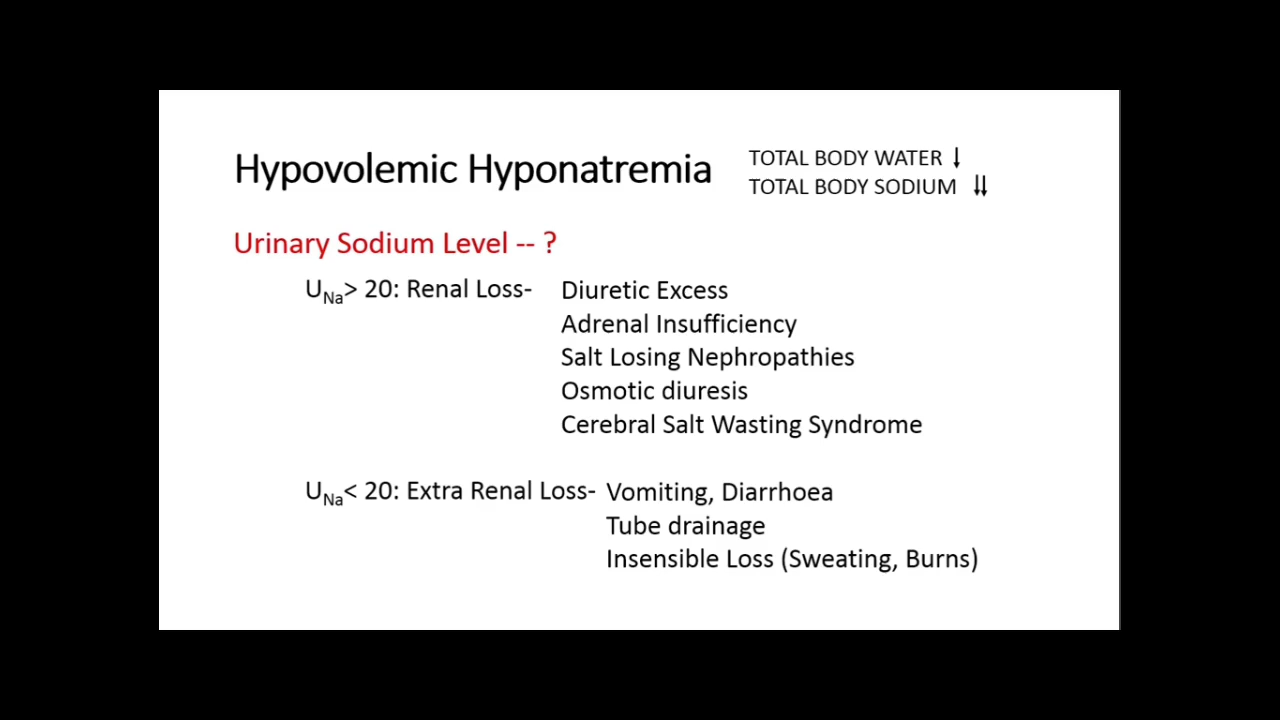 Hypovolemic Hyponatremia
TOTAL BODY WATER ↓
TOTAL BODY SODIUM ↓↓
Urinary Sodium Level -- ?
UNa> 20: Renal Loss- Diuretic Excess
Adrenal Insufficiency
Salt Losing Nephropathies
Osmotic diuresis
Cerebral Salt Wasting Syndrome
UNa< 20: Extra Renal Loss- Vomiting, Diarrhoea
Tube drainage
Insensible Loss (Sweating, Burns)